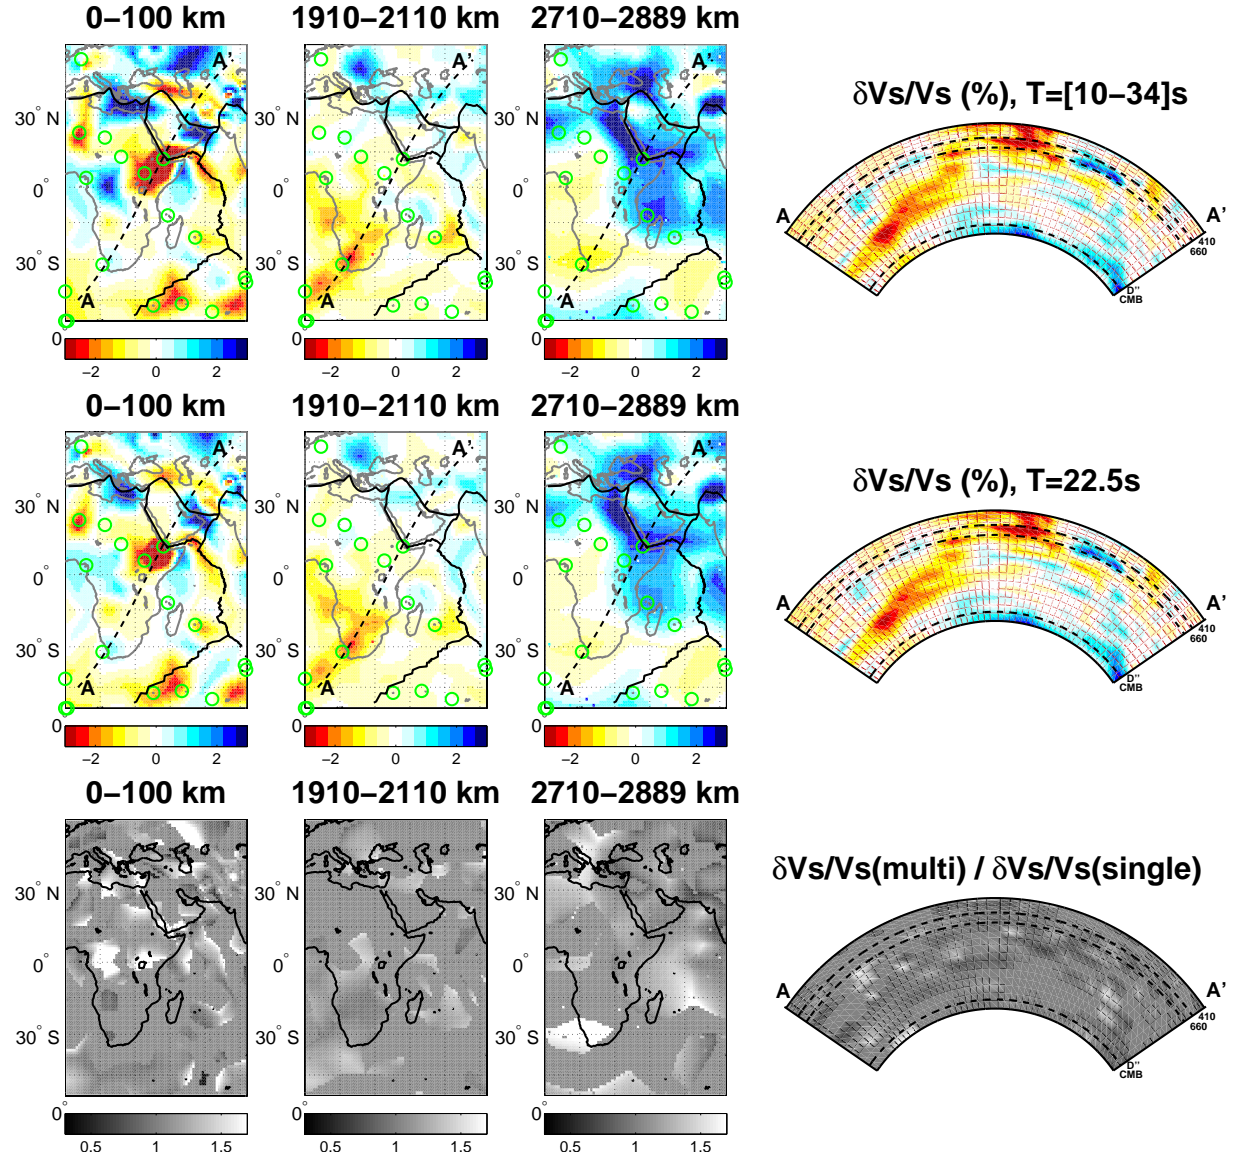 0−100 km
1910−2110 km
2710−2889 km
δVs/Vs (%), T=[10−34]s
A'
A'
A'
30° N
30° N
30° N
0°
0°
0°
30° S
30° S
30° S
A
A
A
A
A'
410
660
D''
CMB
0°
0°
0°
−2 0 2
−2 0 2
−2 0 2
0−100 km
1910−2110 km
2710−2889 km
δVs/Vs (%), T=22.5s
A'
A'
A'
30° N
30° N
30° N
0°
0°
0°
30° S
30° S
30° S
A
A
A
A
A'
410
660
D''
CMB
0°
0°
0°
−2 0 2
−2 0 2
−2 0 2
0−100 km
1910−2110 km
2710−2889 km
δVs/Vs(multi) / δVs/Vs(single)
30° N
30° N
30° N
0°
0°
0°
30° S
30° S
30° S
A
A'
410
660
D''
CMB
0°
0°
0°
0.5 1 1.5
0.5 1 1.5
0.5 1 1.5